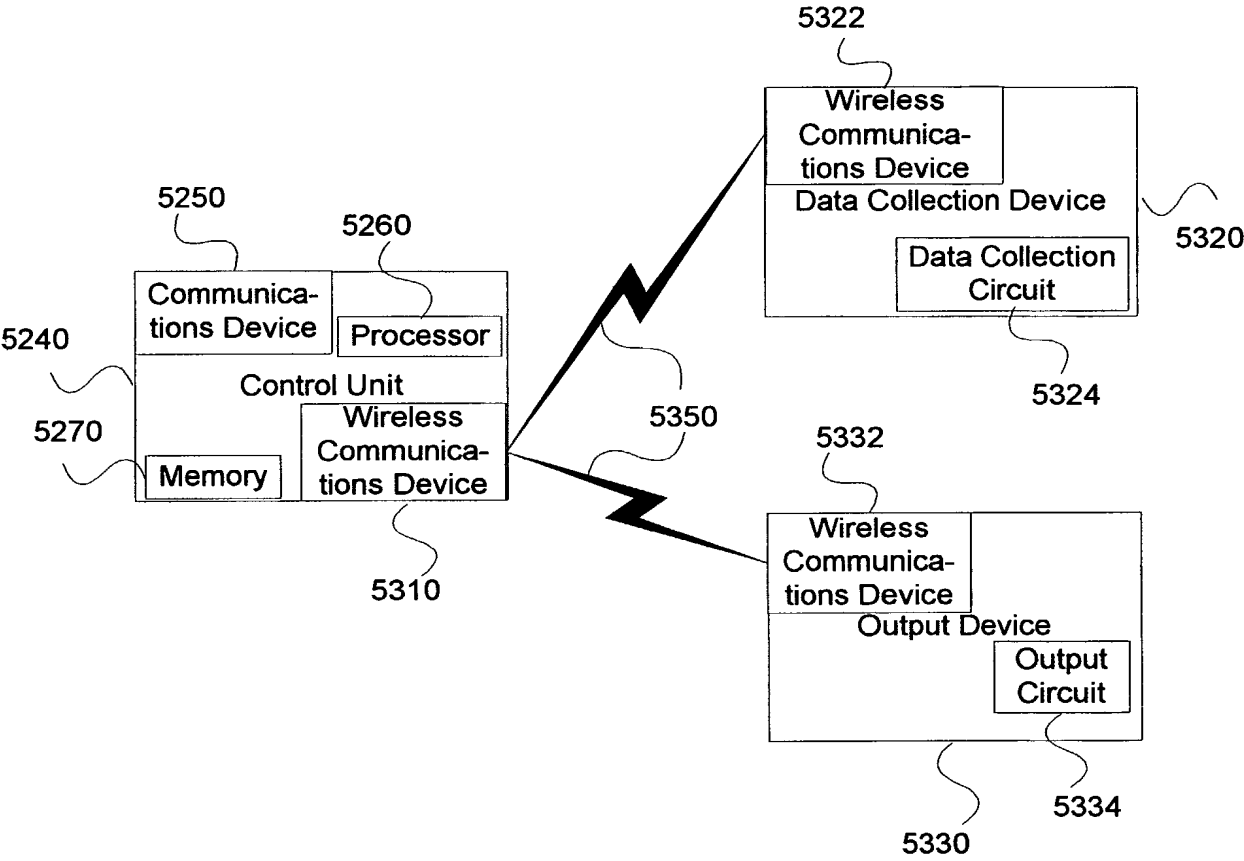 5322
Wireless
Communica-
tions Device
Data Collection Device
5320
Data Collection
Circuit
5324
5250
5260
Communica-
tions Device
Processor
5240
Control Unit
5270
Wireless
Communica-
tions Device
Memory
5310
5350
5332
Wireless
Communica-
tions Device
Output Device
Output
Circuit
5334
5330